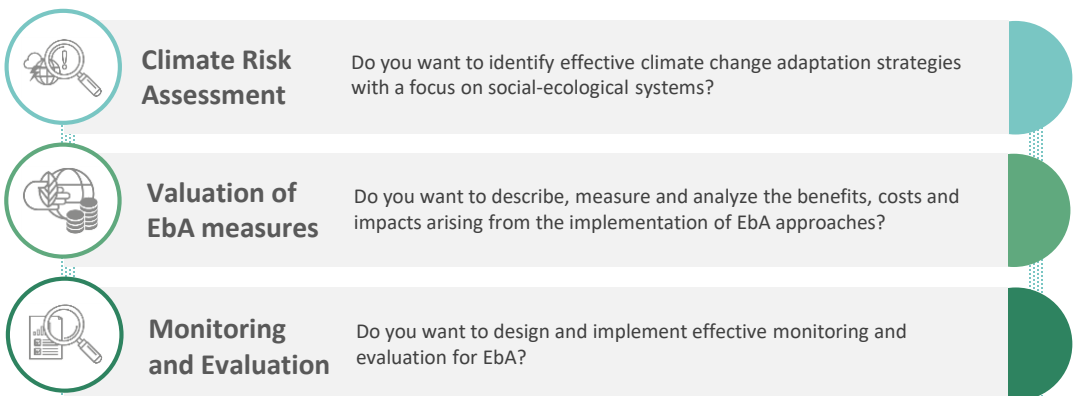 Climate Risk
Assessment
Do you want to identify effective climate change adaptation strategies
with a focus on social-ecological systems?
Valuation of
EbA measures
Do you want to describe, measure and analyze the benefits, costs and
impacts arising from the implementation of EbA approaches?
Monitoring
and Evaluation
Do you want to design and implement effective monitoring and
evaluation for EbA?